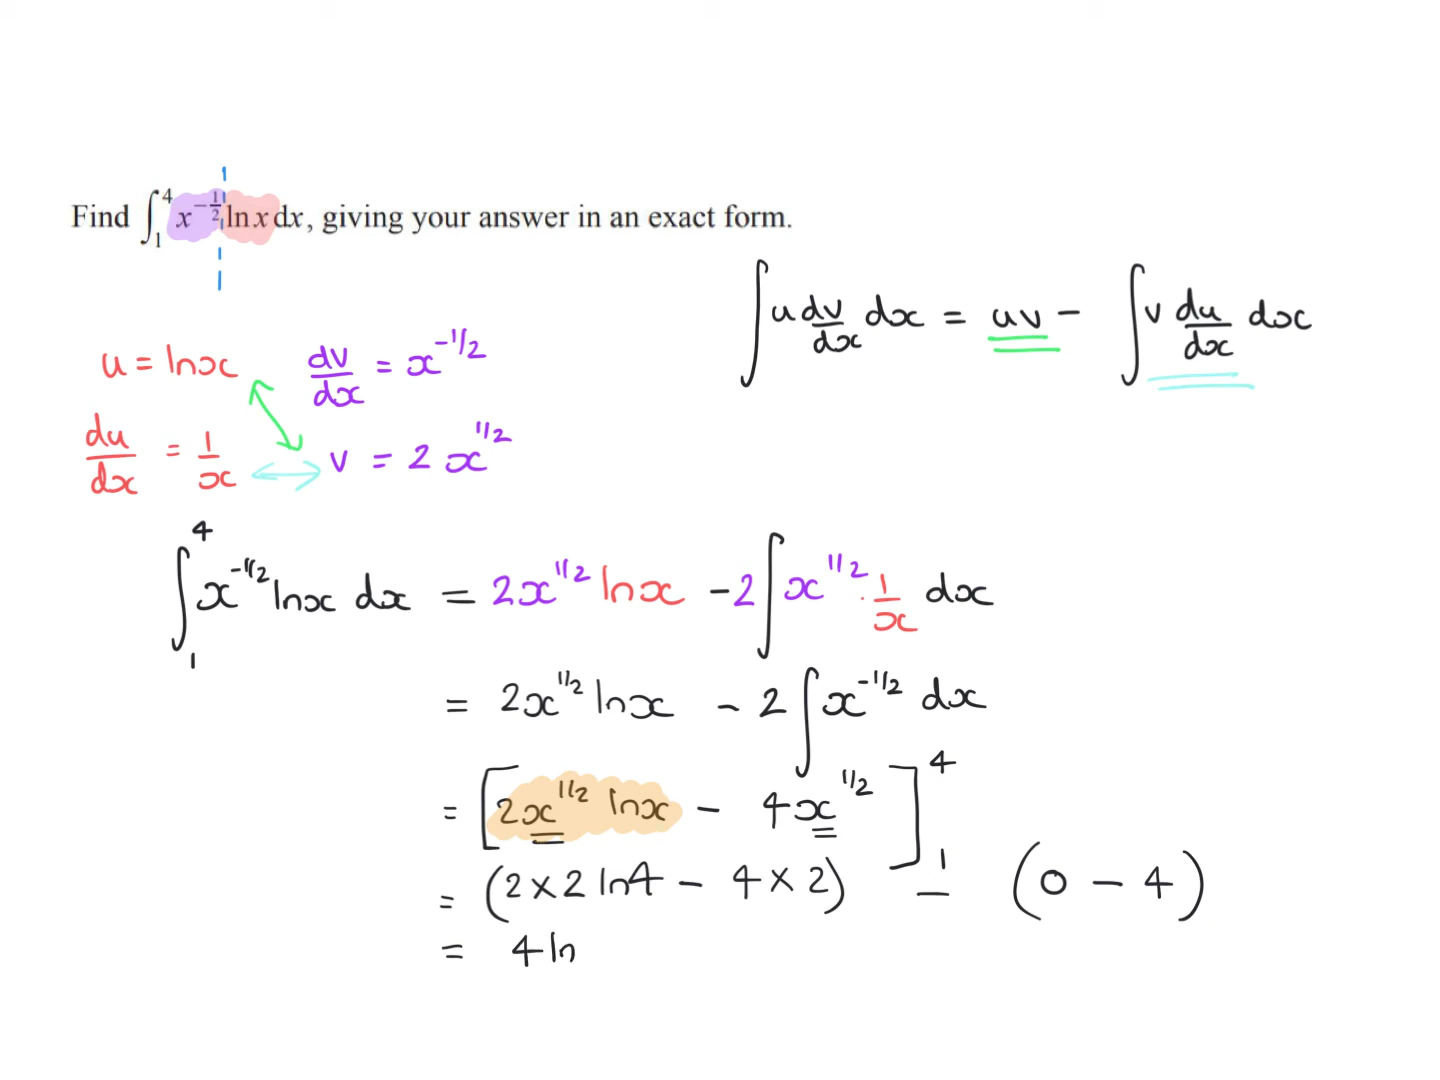 Find ∫₁⁴ x^(-1/2) ln x dx, giving your answer in an exact form.
∫ u dv/dx dx = uv − ∫ v du/dx dx
u = lnx dv/dx = x^(-1/2)
du/dx = 1/x v = 2 x^(1/2)
∫₁⁴ x^(-1/2) lnx dx = 2x^(1/2) lnx − 2 ∫ x^(1/2) . 1/x dx
= 2x^(1/2) lnx − 2 ∫ x^(-1/2) dx
= [2x^(1/2) lnx − 4x^(1/2)]₁⁴
= (2 × 2 ln4 − 4 × 2) − (0 − 4)
= 4 ln